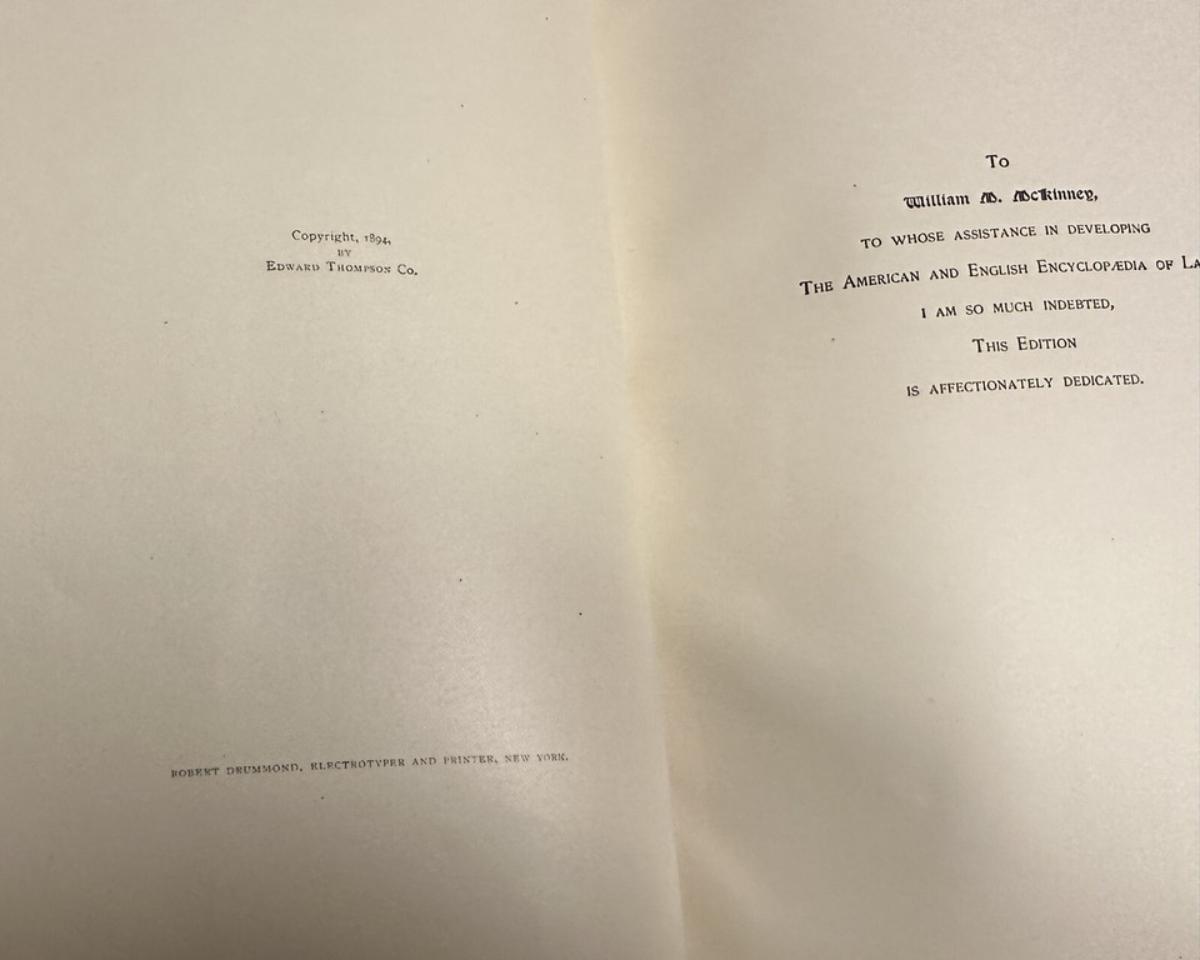 Copyright, 1894,
BY
EDWARD THOMPSON CO.
ROBERT DRUMMOND, ELECTROTYPER AND PRINTER, NEW YORK.
To
William M. McKinney,
TO WHOSE ASSISTANCE IN DEVELOPING
THE AMERICAN AND ENGLISH ENCYCLOPÆDIA OF LA
I AM SO MUCH INDEBTED,
THIS EDITION
IS AFFECTIONATELY DEDICATED.